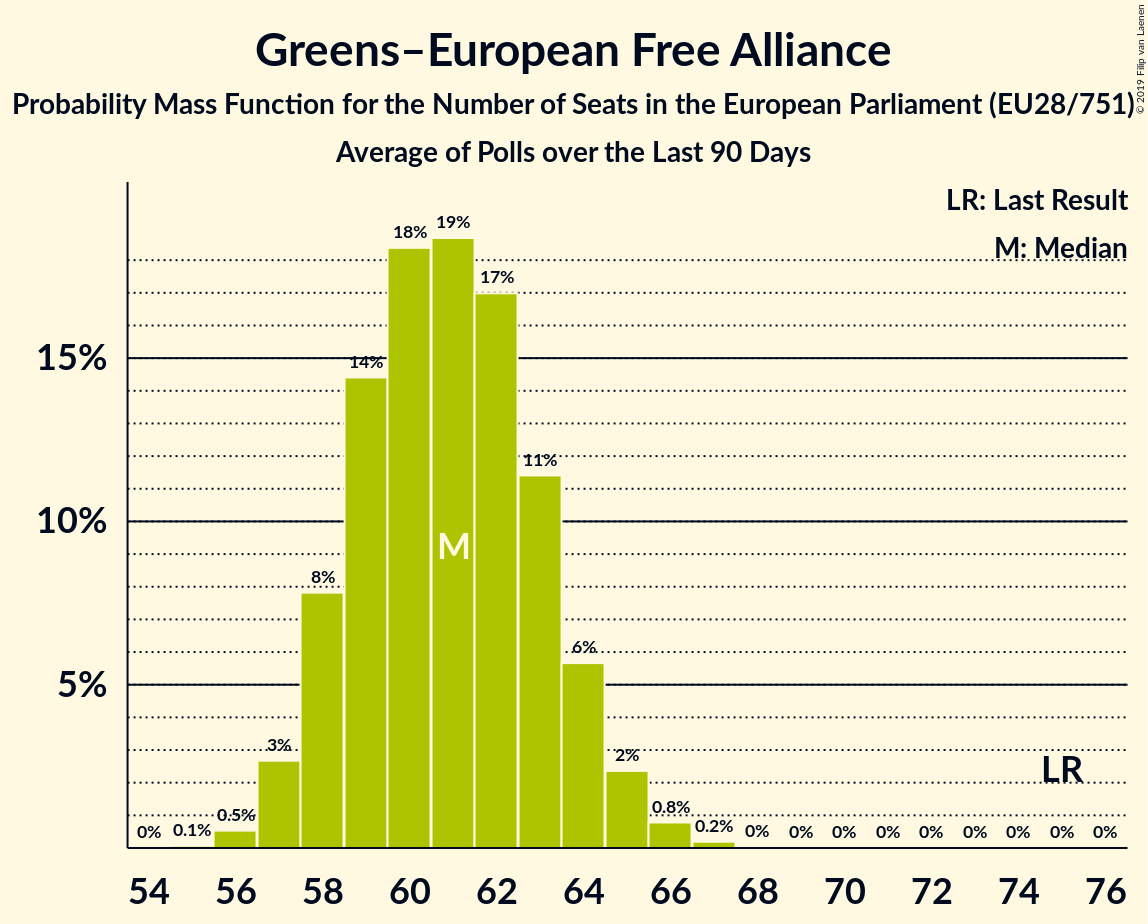 Greens–European Free Alliance
Probability Mass Function for the Number of Seats in the European Parliament (EU28/751)
Average of Polls over the Last 90 Days
© 2019 Filip van Laenen
LR: Last Result
M: Median
15%
10%
5%
0%
0.1%
0.5%
3%
8%
14%
18%
19%
17%
11%
6%
2%
0.8%
0.2%
0%
0%
0%
0%
0%
0%
0%
0%
0%
M
LR
54 56 58 60 62 64 66 68 70 72 74 76